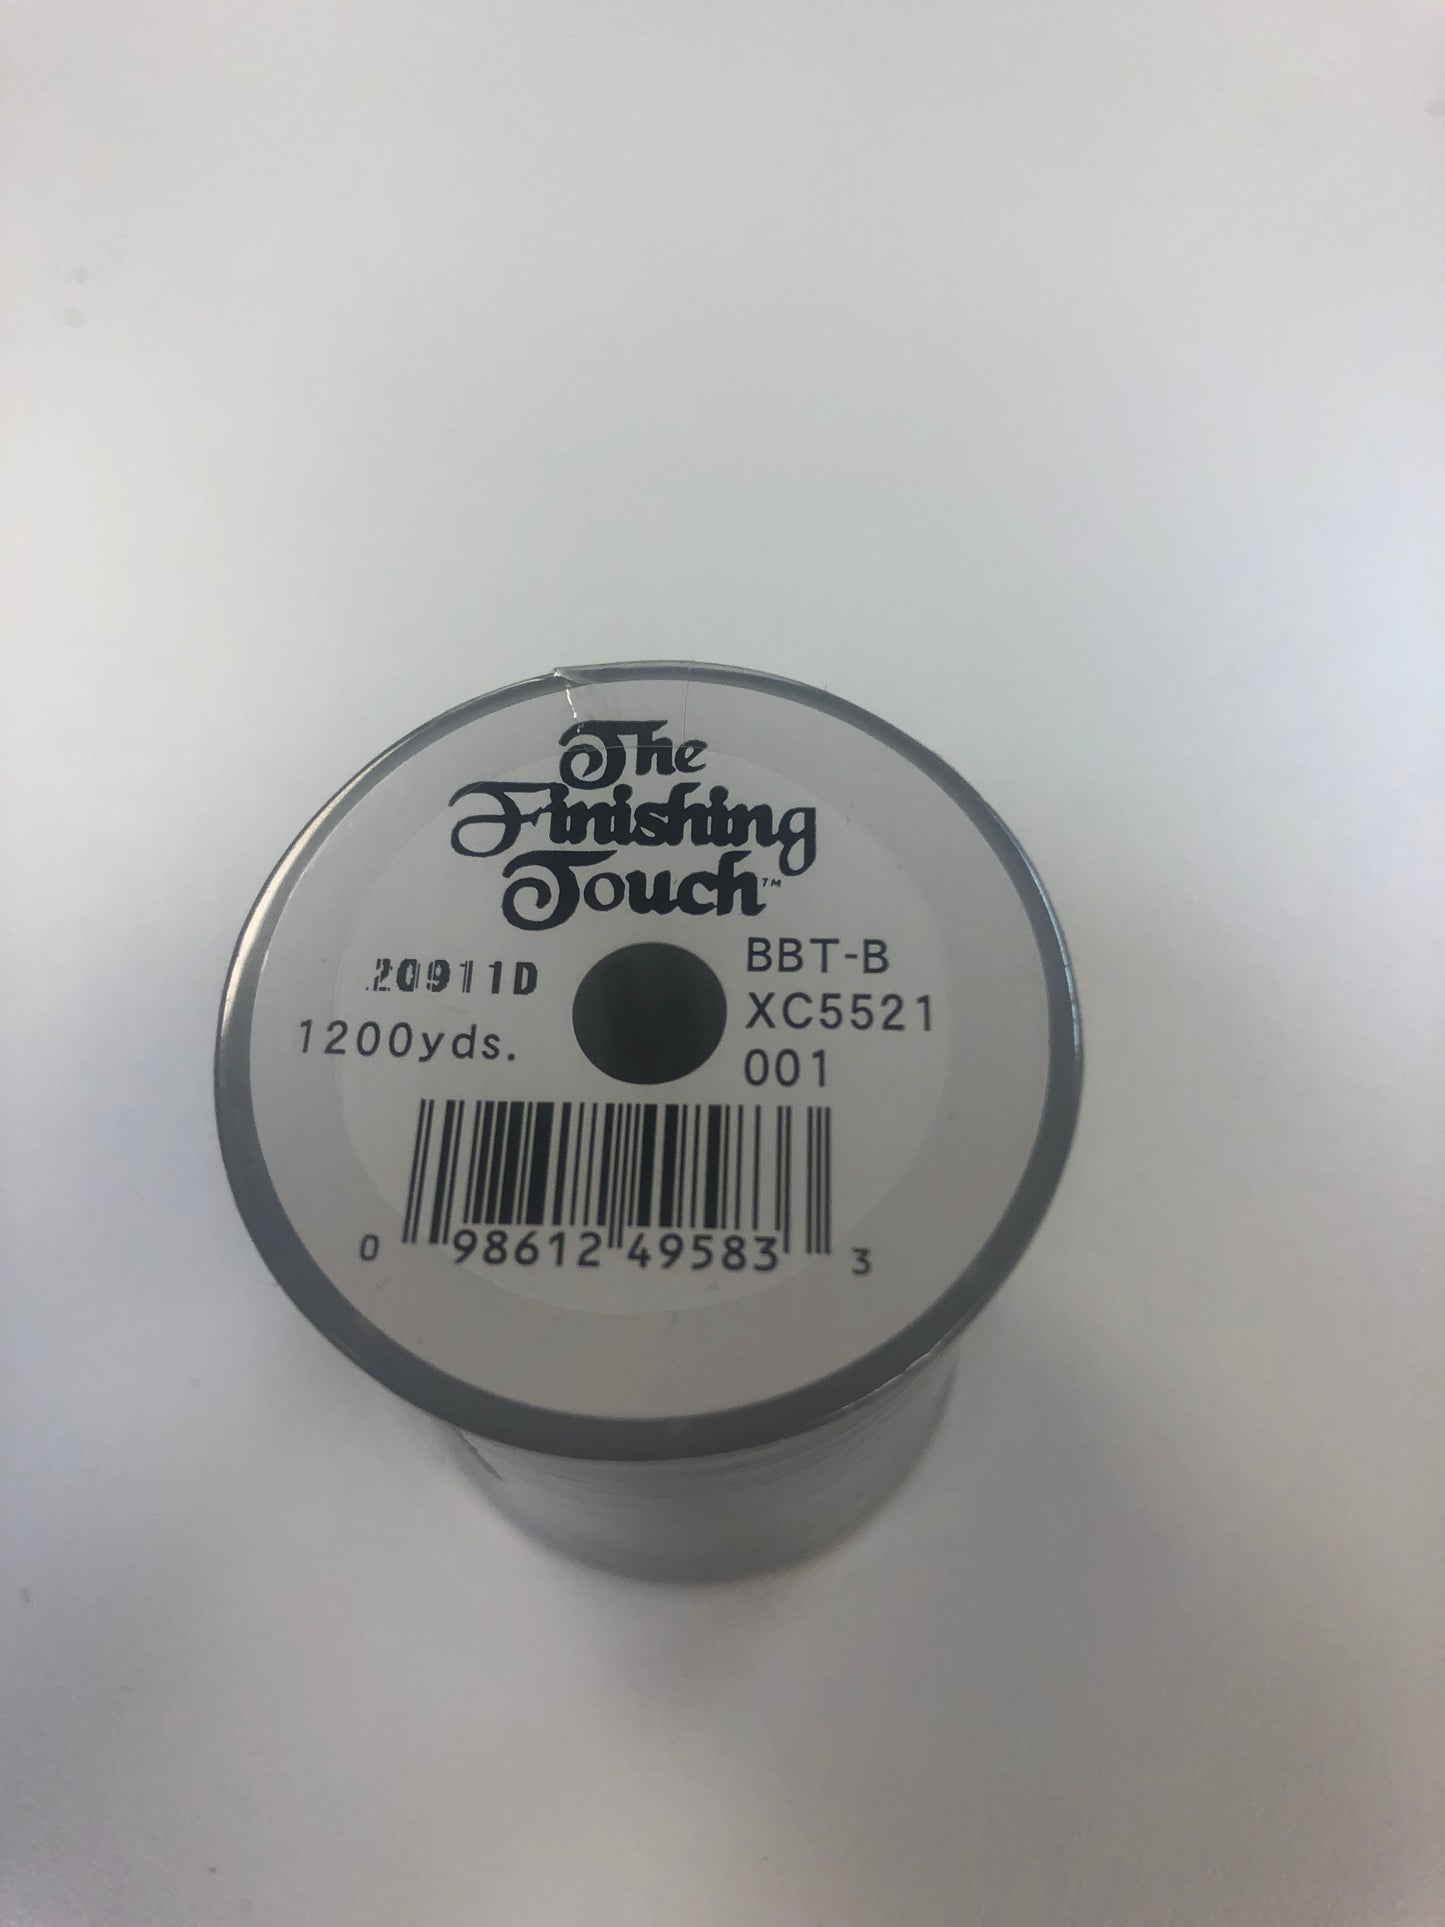 The
Finishing
Touch™
20911D
1200yds.
BBT-B
XC5521
001
0 98612 49583 3